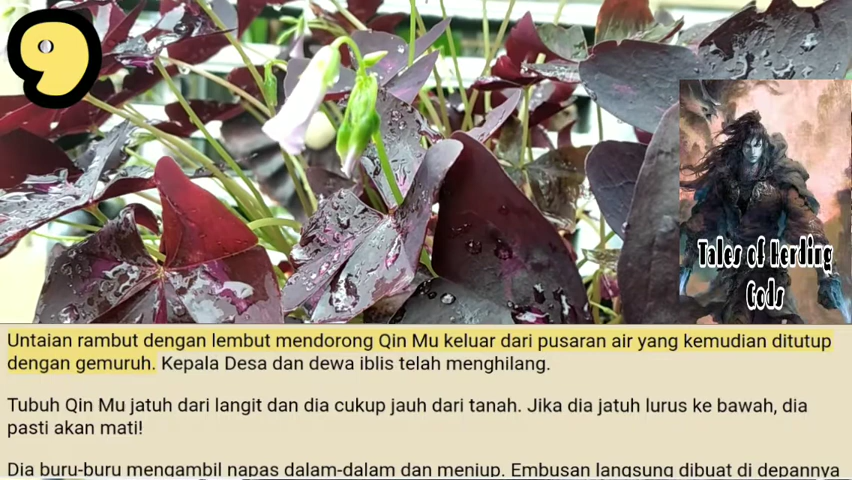 9
Tales of Herding
Gods
Untaian rambut dengan lembut mendorong Qin Mu keluar dari pusaran air yang kemudian ditutup
dengan gemuruh. Kepala Desa dan dewa iblis telah menghilang.
Tubuh Qin Mu jatuh dari langit dan dia cukup jauh dari tanah. Jika dia jatuh lurus ke bawah, dia
pasti akan mati!
Dia buru-buru mengambil napas dalam-dalam dan meniup. Embusan langsung dibuat di depannya